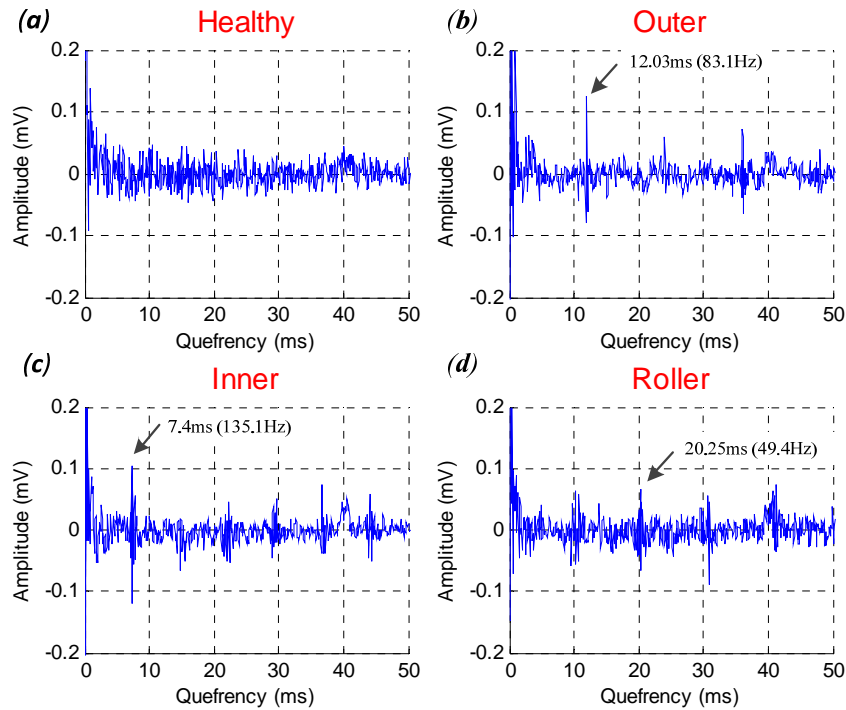 (a) Healthy
0.2
0.1
0
-0.1
-0.2
Amplitude (mV)
0 10 20 30 40 50
Quefrency (ms)
(b) Outer
12.03ms (83.1Hz)
0.2
0.1
0
-0.1
-0.2
Amplitude (mV)
0 10 20 30 40 50
Quefrency (ms)
(c) Inner
7.4ms (135.1Hz)
0.2
0.1
0
-0.1
-0.2
Amplitude (mV)
0 10 20 30 40 50
Quefrency (ms)
(d) Roller
20.25ms (49.4Hz)
0.2
0.1
0
-0.1
-0.2
Amplitude (mV)
0 10 20 30 40 50
Quefrency (ms)